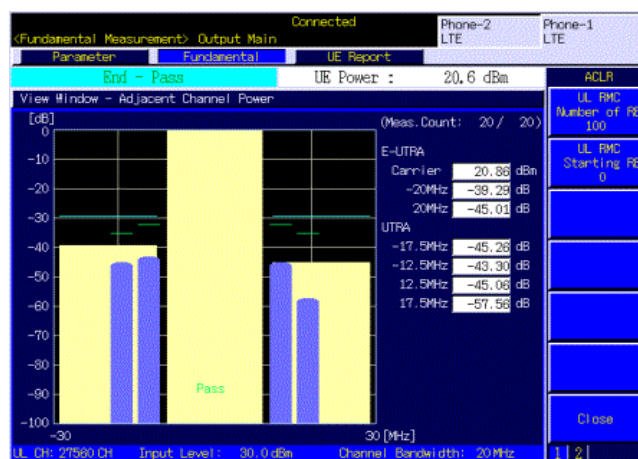 Connected
Phone-2
LTE
Phone-1
LTE
<Fundamental Measurement> Output Main
Parameter
Fundamental
UE Report
End - Pass
UE Power :
20.6 dBm
ACLR
View Window - Adjacent Channel Power
UL RMC
Number of RB
100
[dB]
(Meas.Count: 20 / 20)
UL RMC
Starting RB
0
0
-10
-20
-30
-40
-50
-60
-70
-80
-90
-100
E-UTRA
Carrier 20.86 dBm
-20MHz -39.29 dB
20MHz -45.01 dB
UTRA
-17.5MHz -45.26 dB
-12.5MHz -43.30 dB
12.5MHz -45.06 dB
17.5MHz -57.56 dB
Pass
-30
30 [MHz]
Close
UL CH: 27560 CH Input Level: 30.0 dBm Channel Bandwidth: 20 MHz
1 2